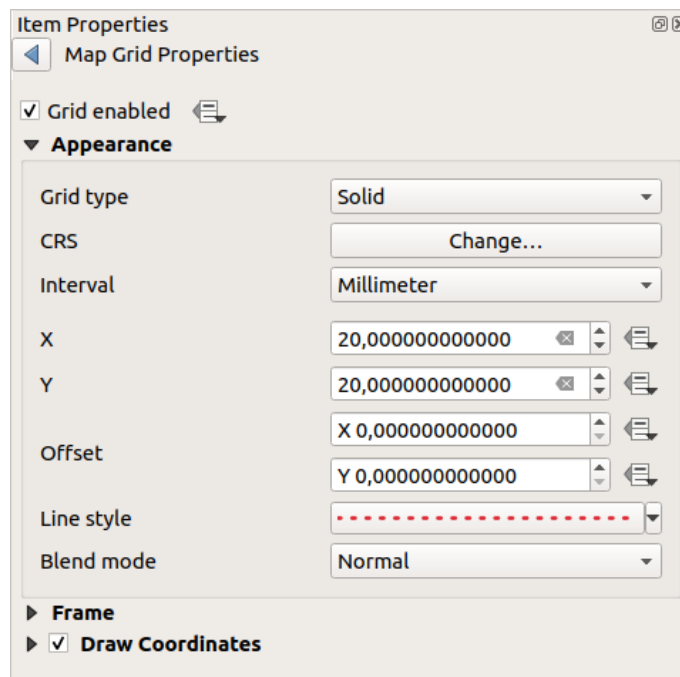 Item Properties
Map Grid Properties
Grid enabled
Appearance
Grid type Solid
CRS Change...
Interval Millimeter
X 20,000000000000
Y 20,000000000000
Offset X 0,000000000000
Y 0,000000000000
Line style
Blend mode Normal
Frame
Draw Coordinates